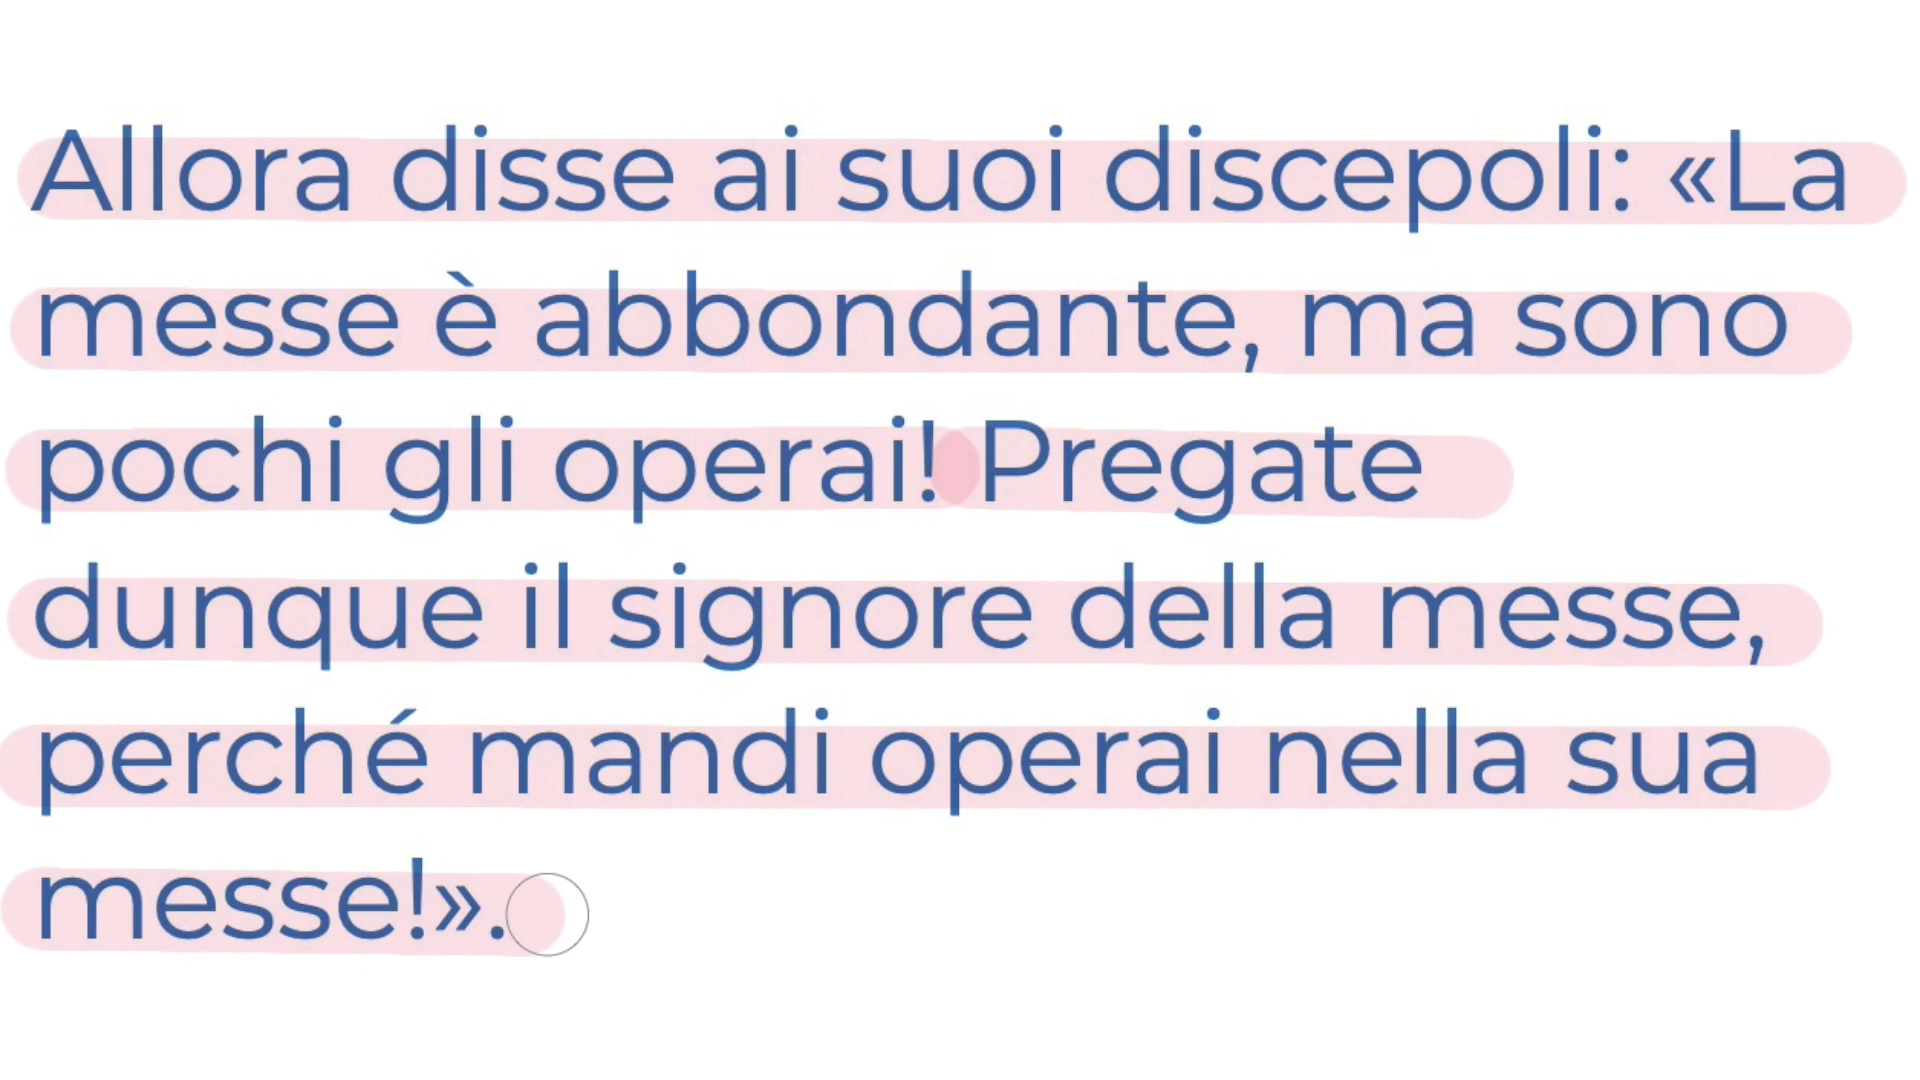 Allora disse ai suoi discepoli: «La
messe è abbondante, ma sono
pochi gli operai! Pregate
dunque il signore della messe,
perché mandi operai nella sua
messe!».